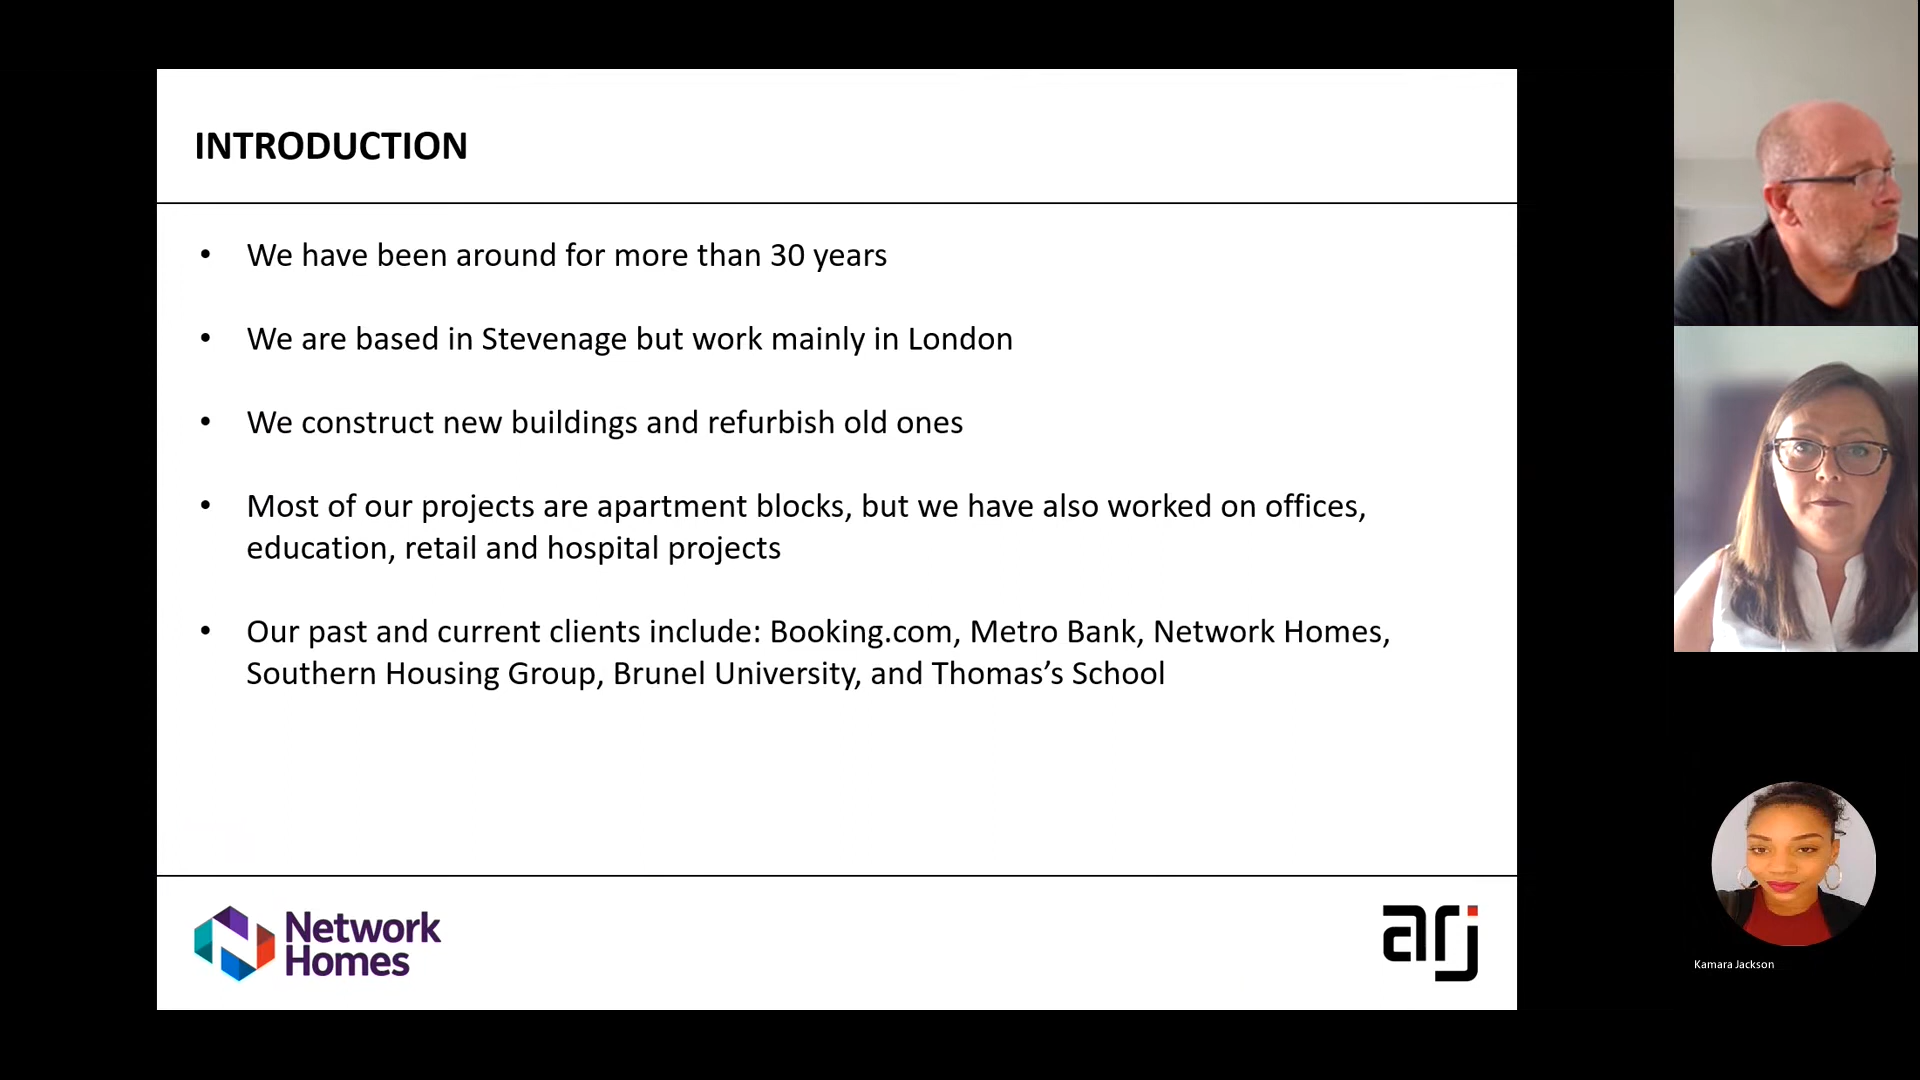 INTRODUCTION
• We have been around for more than 30 years
• We are based in Stevenage but work mainly in London
• We construct new buildings and refurbish old ones
• Most of our projects are apartment blocks, but we have also worked on offices,
education, retail and hospital projects
• Our past and current clients include: Booking.com, Metro Bank, Network Homes,
Southern Housing Group, Brunel University, and Thomas’s School
Network
Homes
arj
Kamara Jackson